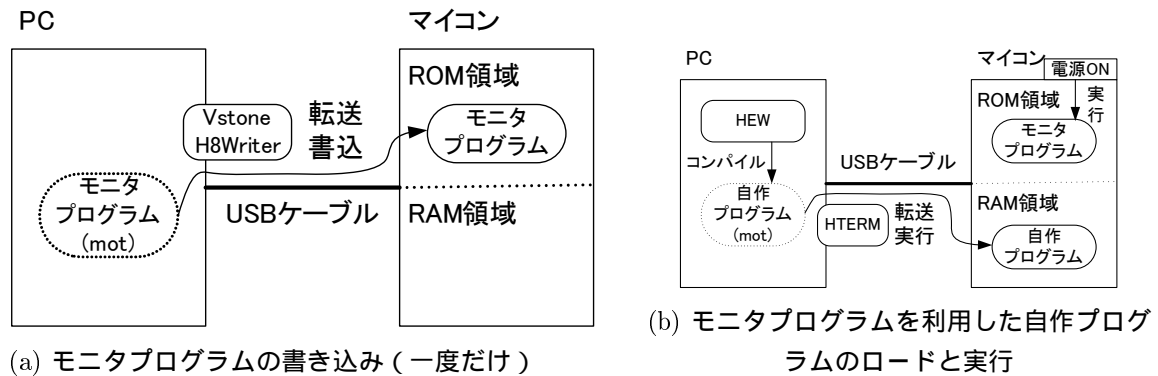 PC
マイコン
ROM領域
Vstone
H8Writer
転送
書込
モニタ
プログラム
モニタ
プログラム
(mot)
USBケーブル
RAM領域
(a) モニタプログラムの書き込み(一度だけ)
PC
マイコン
電源ON
ROM領域
実
行
HEW
モニタ
プログラム
コンパイル
USBケーブル
自作
プログラム
(mot)
RAM領域
HTERM
転送
実行
自作
プログラム
(b) モニタプログラムを利用した自作プログ
ラムのロードと実行